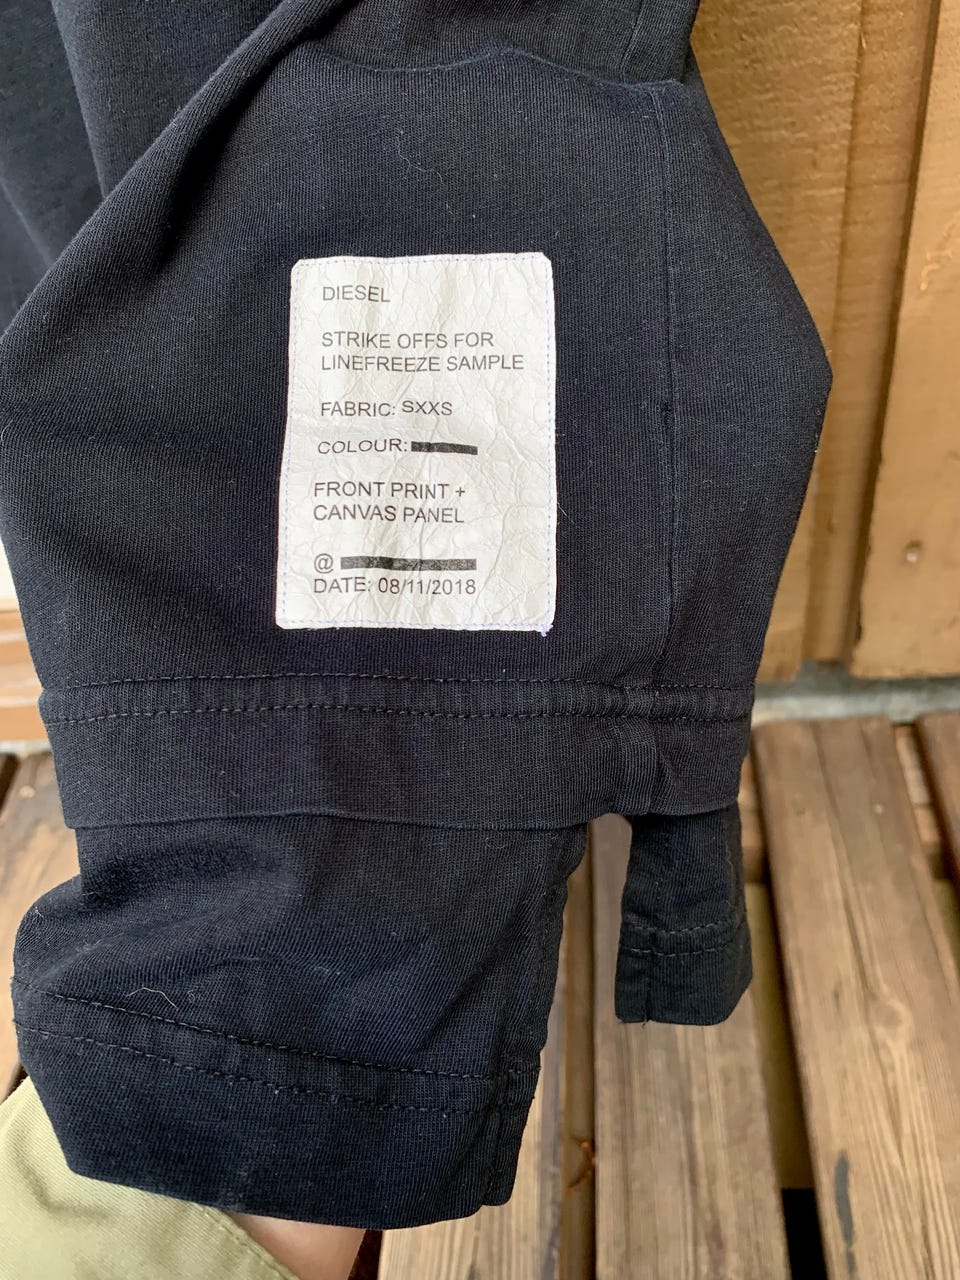 DIESEL
STRIKE OFFS FOR
LINEFREEZE SAMPLE
FABRIC: SXXS
COLOUR:
FRONT PRINT +
CANVAS PANEL
@
DATE: 08/11/2018